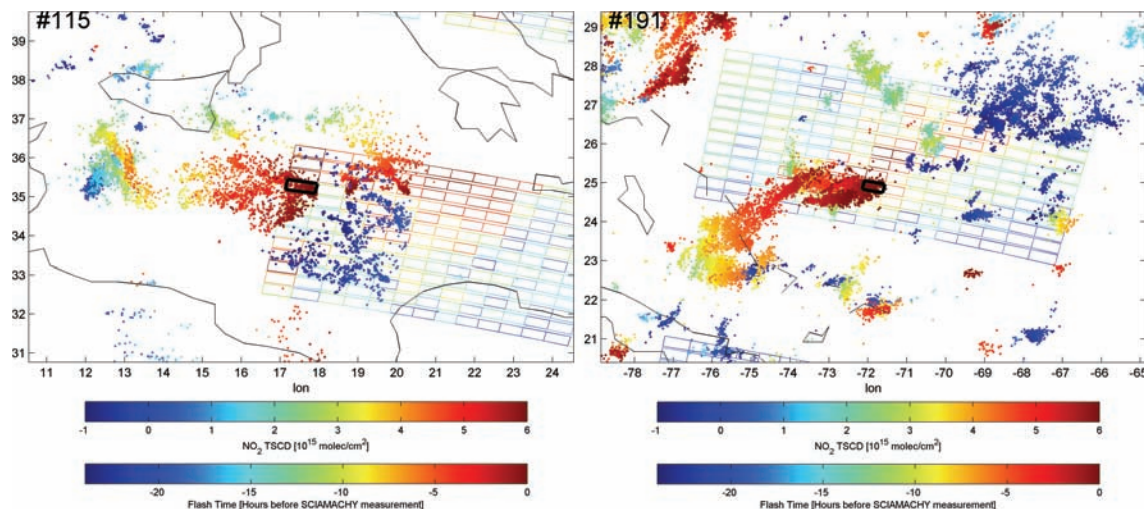 #115
39
38
37
36
35
34
33
32
31
11 12 13 14 15 16 17 18 19 20 21 22 23 24
lon
-1 0 1 2 3 4 5 6
NO2 TSCD [10^15 molec/cm^2]
-20 -15 -10 -5 0
Flash Time [Hours before SCIAMACHY measurement]
#191
29
28
27
26
25
24
23
22
21
-78 -77 -76 -75 -74 -73 -72 -71 -70 -69 -68 -67 -66 -65
lon
-1 0 1 2 3 4 5 6
NO2 TSCD [10^15 molec/cm^2]
-20 -15 -10 -5 0
Flash Time [Hours before SCIAMACHY measurement]